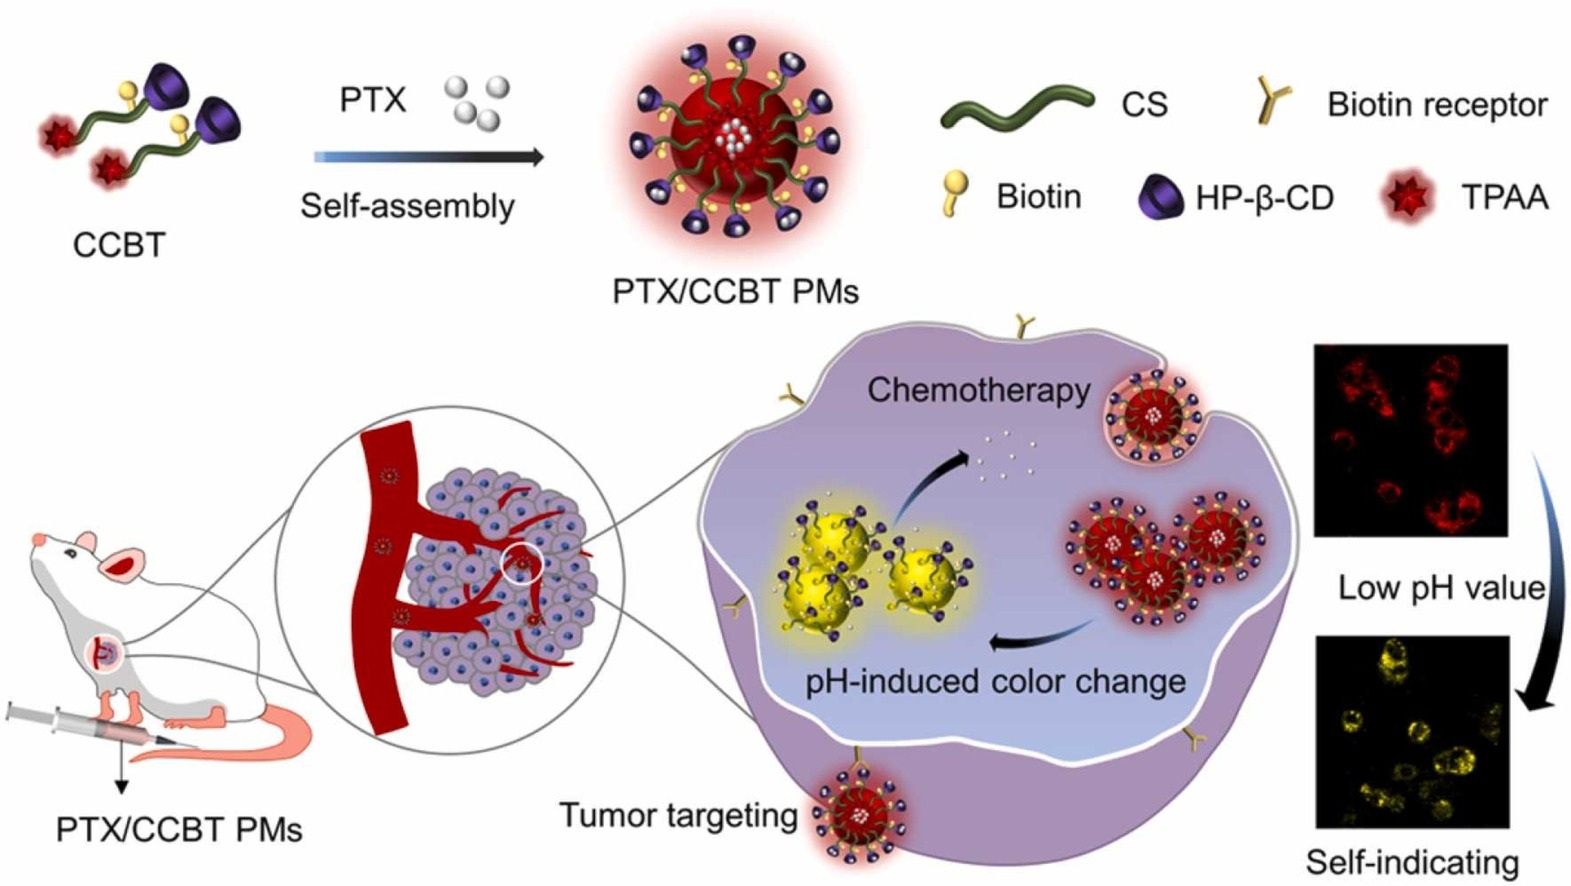 PTX
Self-assembly
CCBT
PTX/CCBT PMs
CS
Biotin receptor
Biotin
HP-β-CD
TPAA
Chemotherapy
pH-induced color change
Tumor targeting
PTX/CCBT PMs
Low pH value
Self-indicating